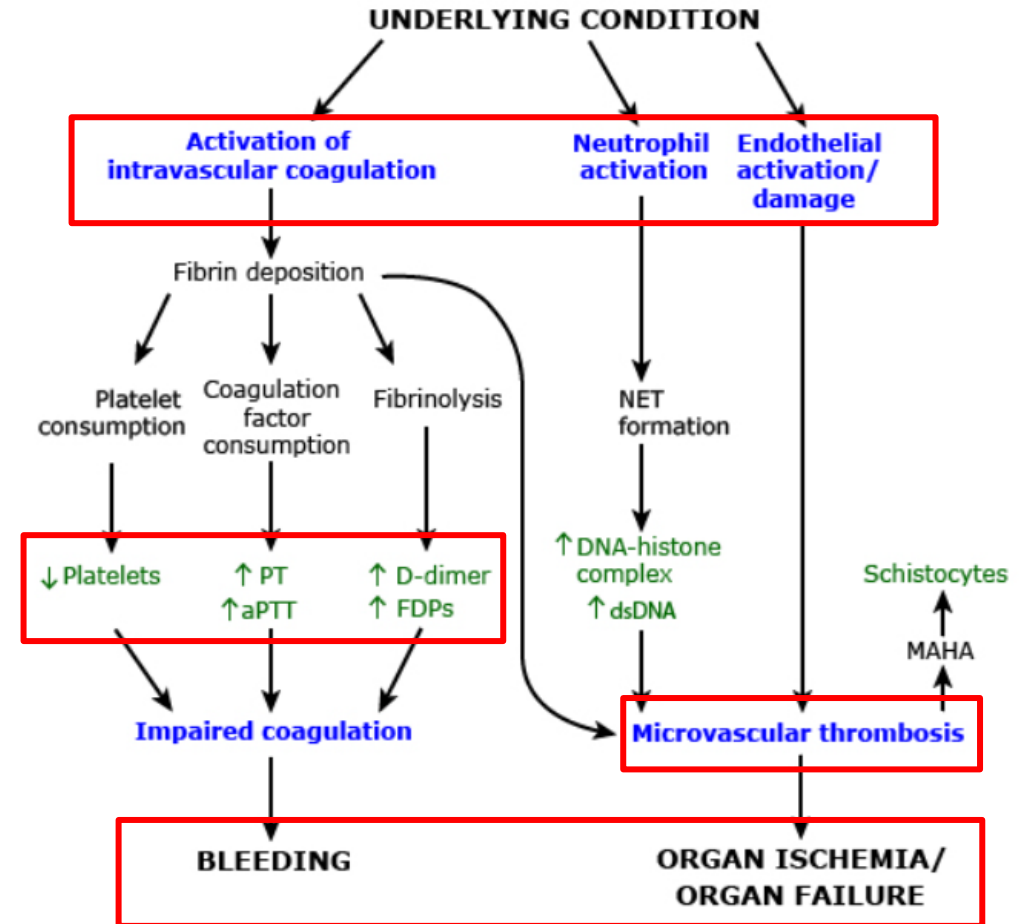 UNDERLYING CONDITION
Activation of
intravascular coagulation
Neutrophil
activation
Endothelial
activation/
damage
Fibrin deposition
Platelet
consumption
Coagulation
factor
consumption
Fibrinolysis
NET
formation
↓ Platelets
↑ PT
↑ aPTT
↑ D-dimer
↑ FDPs
↑ DNA-histone
complex
↑ dsDNA
Schistocytes
MAHA
Impaired coagulation
Microvascular thrombosis
BLEEDING
ORGAN ISCHEMIA/
ORGAN FAILURE